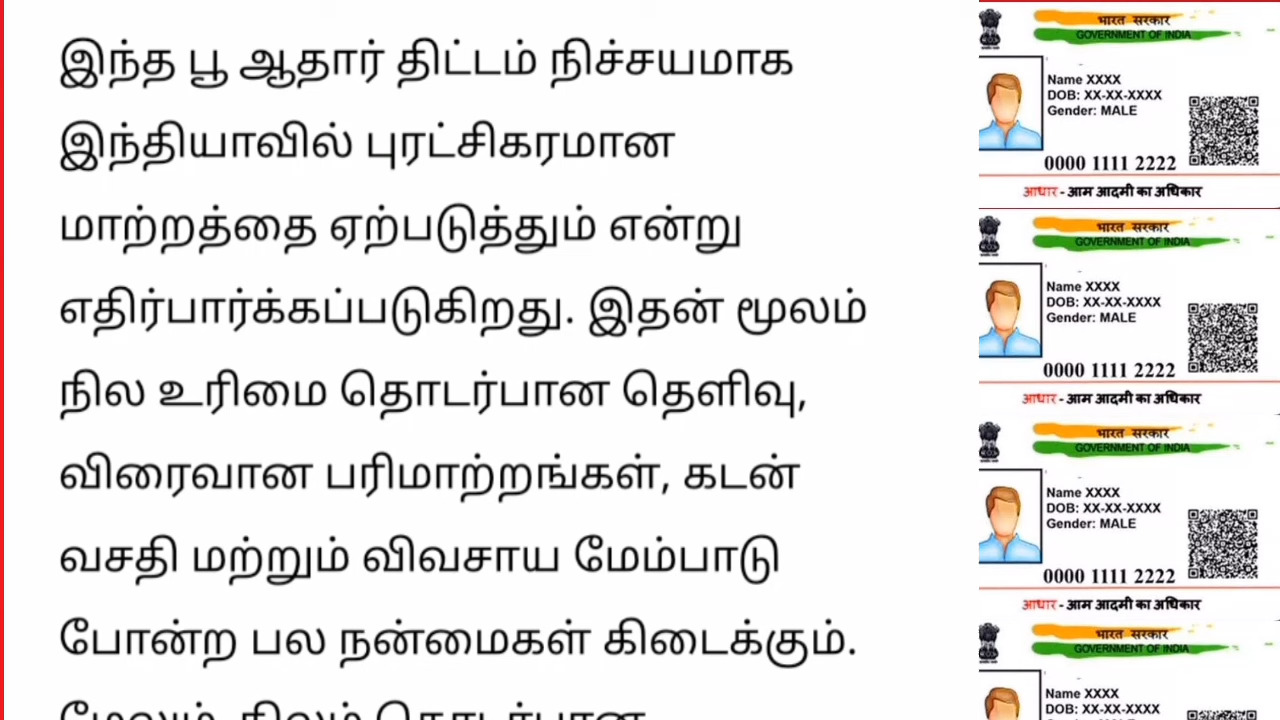 இந்த பூ ஆதார் திட்டம் நிச்சயமாக
இந்தியாவில் புரட்சிகரமான
மாற்றத்தை ஏற்படுத்தும் என்று
எதிர்பார்க்கப்படுகிறது. இதன் மூலம்
நில உரிமை தொடர்பான தெளிவு,
விரைவான பரிமாற்றங்கள், கடன்
வசதி மற்றும் விவசாய மேம்பாடு
போன்ற பல நன்மைகள் கிடைக்கும்.
மேலும், நிலம் தொடர்பான
भारत सरकार
GOVERNMENT OF INDIA
Name XXXX
DOB: XX-XX-XXXX
Gender: MALE
0000 1111 2222
आधार - आम आदमी का अधिकार
भारत सरकार
GOVERNMENT OF INDIA
Name XXXX
DOB: XX-XX-XXXX
Gender: MALE
0000 1111 2222
आधार - आम आदमी का अधिकार
भारत सरकार
GOVERNMENT OF INDIA
Name XXXX
DOB: XX-XX-XXXX
Gender: MALE
0000 1111 2222
आधार - आम आदमी का अधिकार
भारत सरकार
GOVERNMENT OF INDIA
Name XXXX
DOB: XX-XX-XXXX